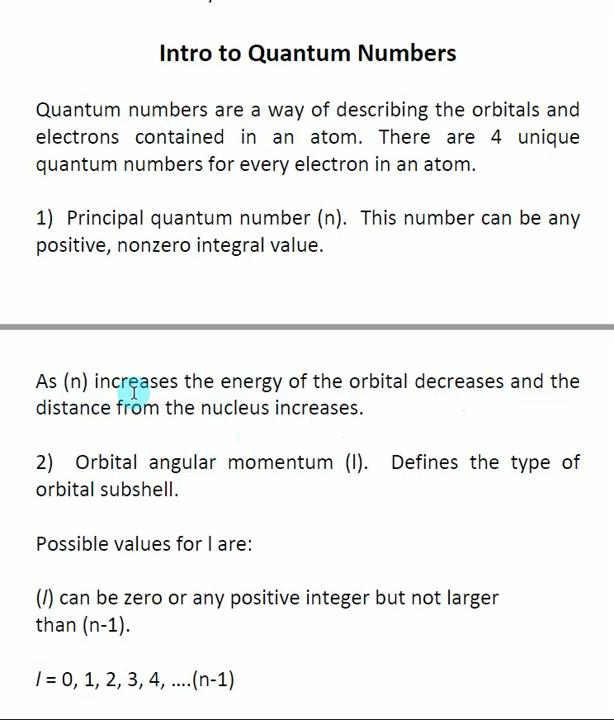 Intro to Quantum Numbers
Quantum numbers are a way of describing the orbitals and
electrons contained in an atom. There are 4 unique
quantum numbers for every electron in an atom.
1) Principal quantum number (n). This number can be any
positive, nonzero integral value.
As (n) increases the energy of the orbital decreases and the
distance from the nucleus increases.
2) Orbital angular momentum (l). Defines the type of
orbital subshell.
Possible values for l are:
(l) can be zero or any positive integer but not larger
than (n-1).
l = 0, 1, 2, 3, 4, ....(n-1)